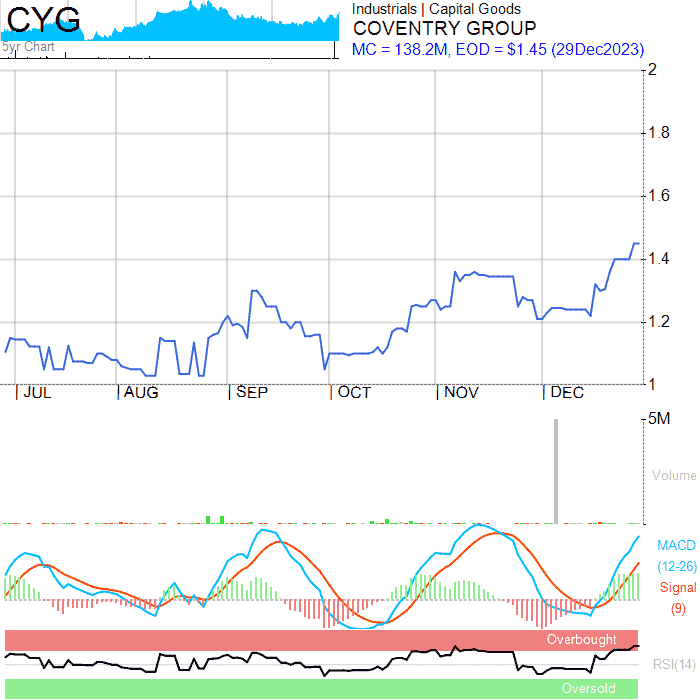 CYG
5yr Chart
Industrials | Capital Goods
COVENTRY GROUP
MC = 138.2M, EOD = $1.45 (29Dec2023)
2
1.8
1.6
1.4
1.2
1
JUL AUG SEP OCT NOV DEC
5M
Volume
MACD
(12-26)
Signal
(9)
Overbought
RSI(14)
Oversold